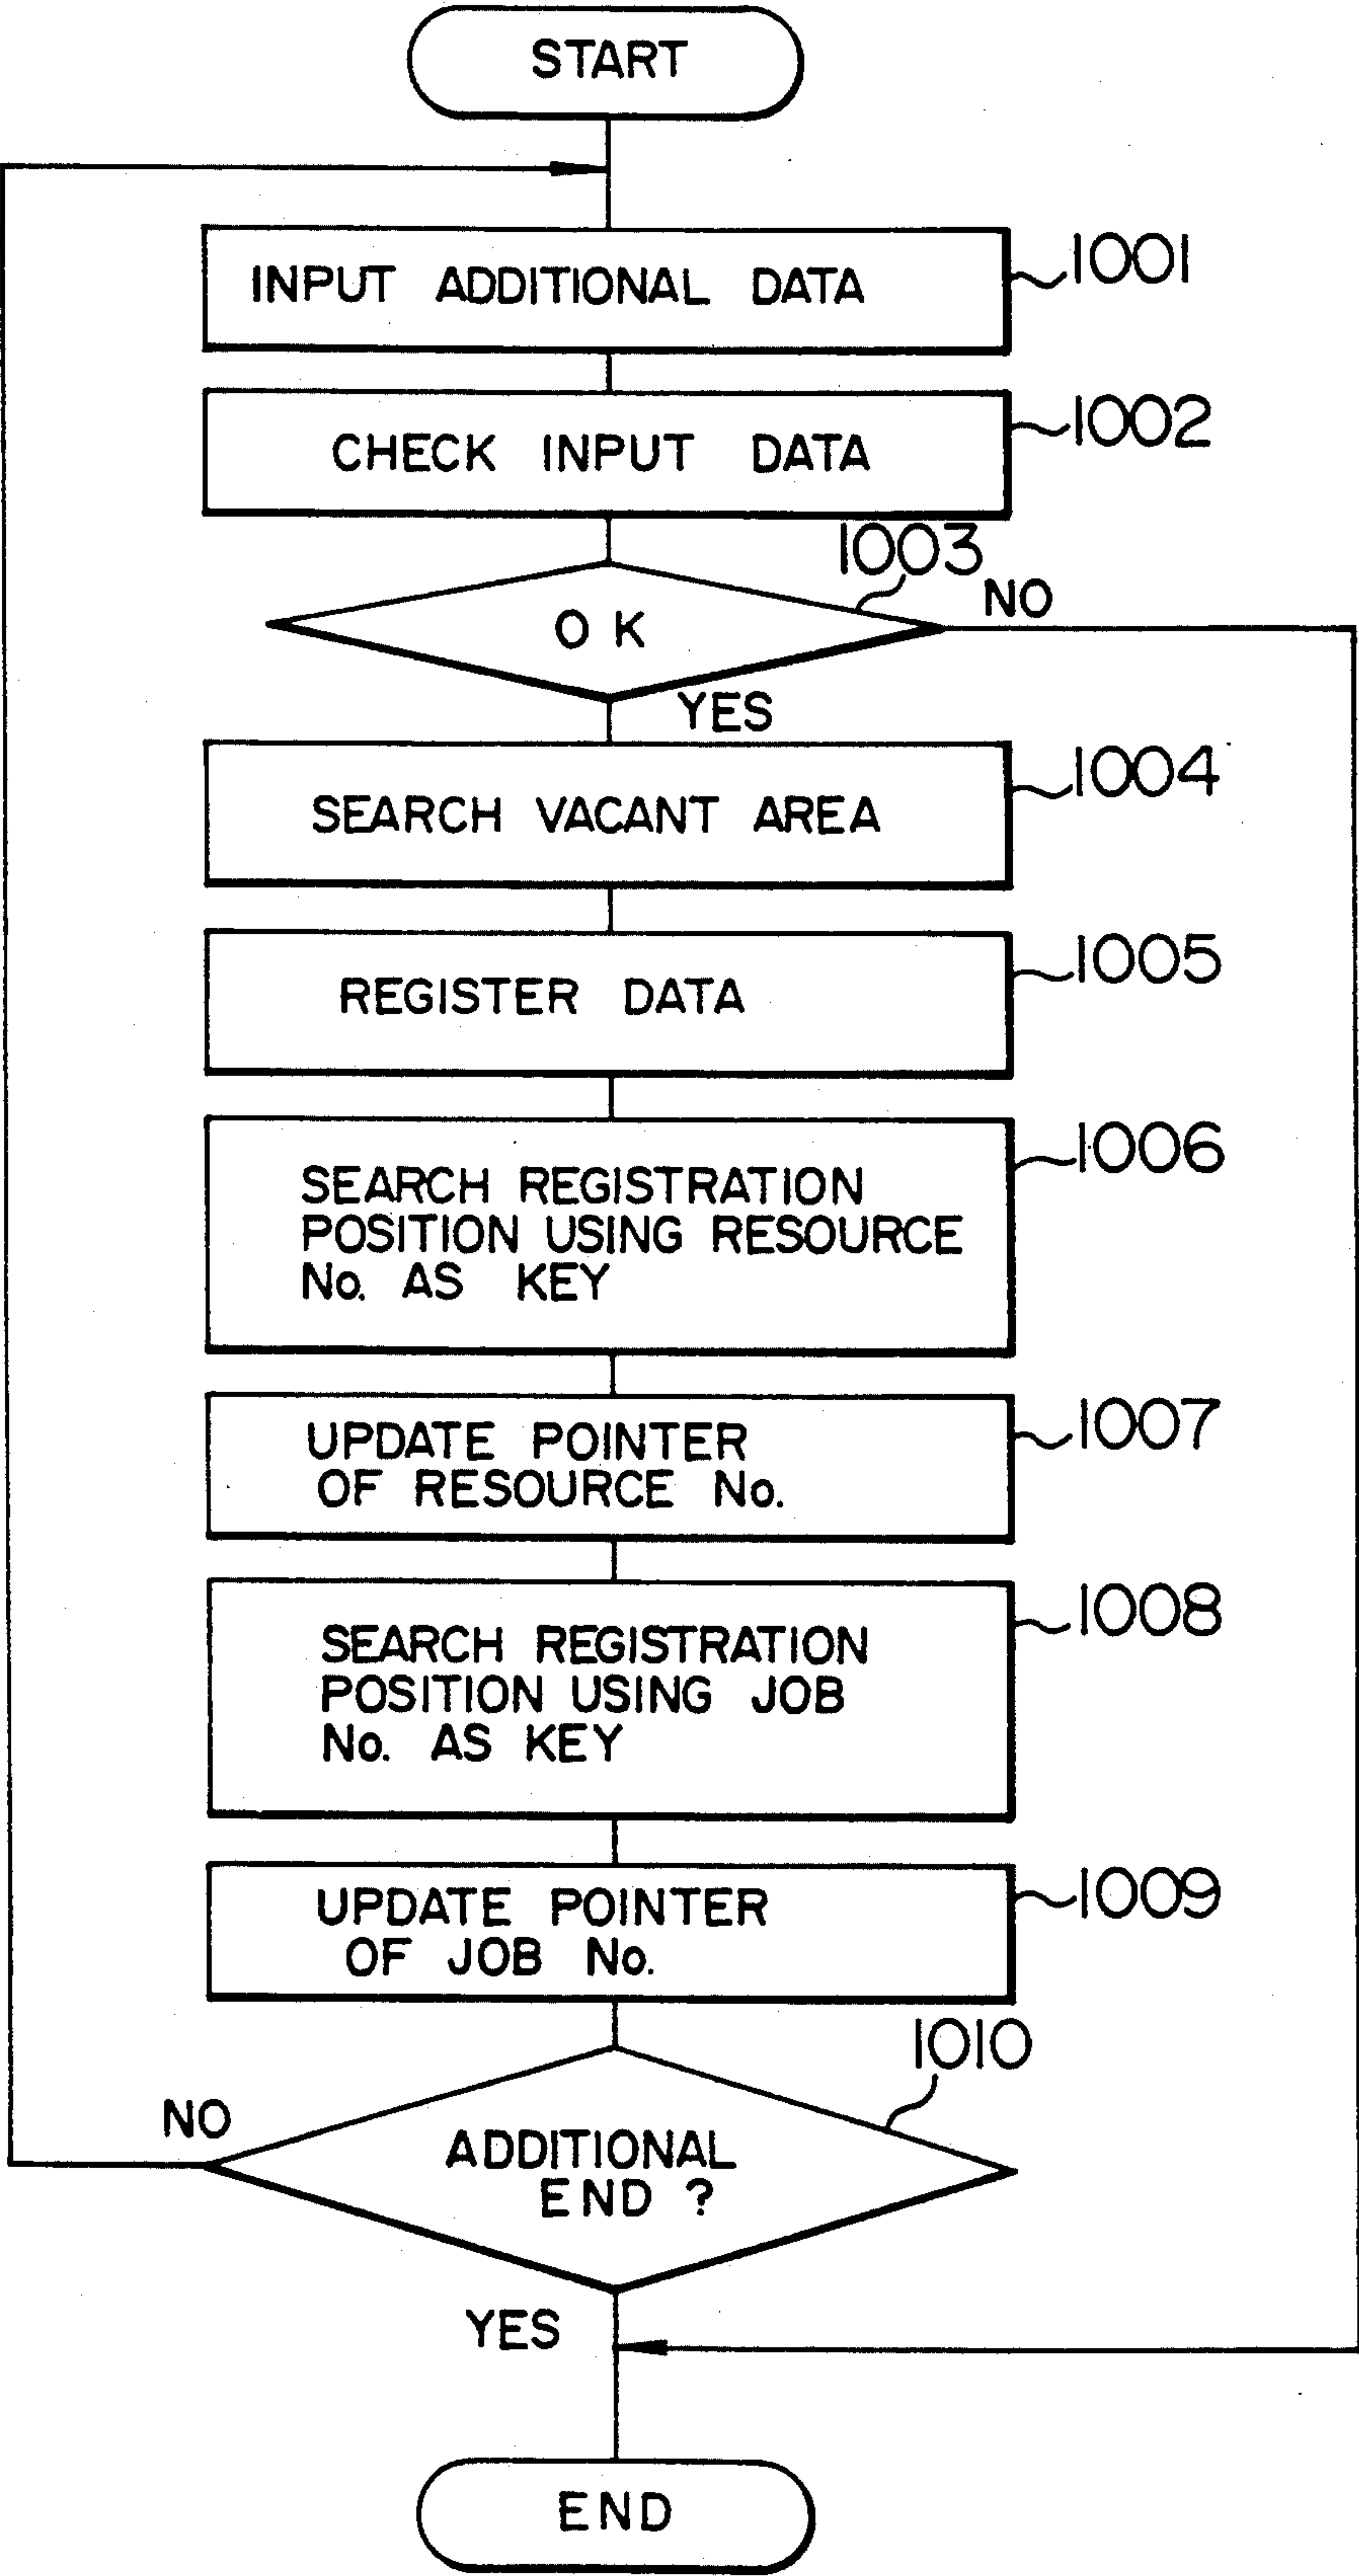 START
INPUT ADDITIONAL DATA
1001
CHECK INPUT DATA
1002
1003
OK
NO
YES
SEARCH VACANT AREA
1004
REGISTER DATA
1005
SEARCH REGISTRATION
POSITION USING RESOURCE
No. AS KEY
1006
UPDATE POINTER
OF RESOURCE No.
1007
SEARCH REGISTRATION
POSITION USING JOB
No. AS KEY
1008
UPDATE POINTER
OF JOB No.
1009
1010
NO
ADDITIONAL
END ?
YES
END